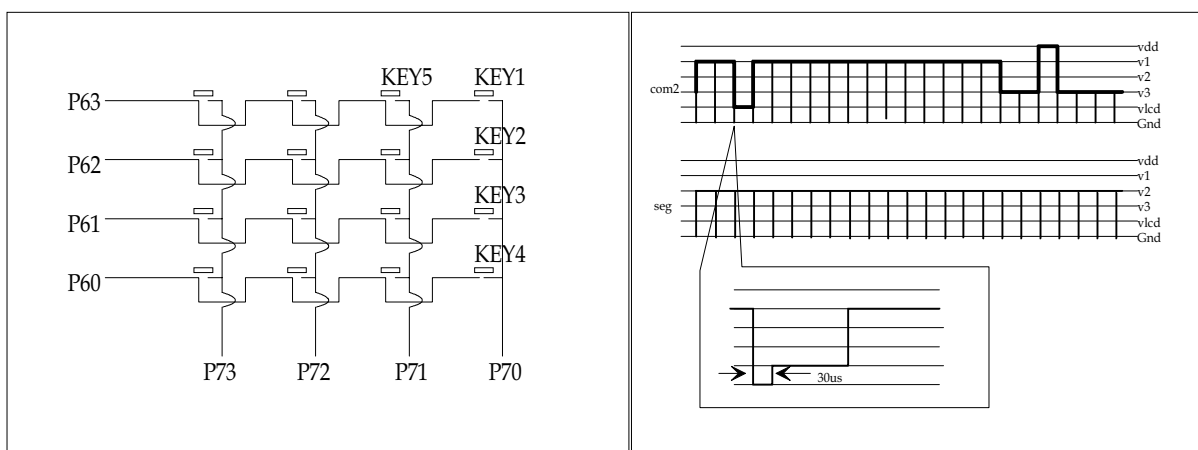 KEY5 KEY1
P63
KEY2
P62
KEY3
P61
KEY4
P60
P73 P72 P71 P70
vdd
v1
v2
com2
v3
vlcd
Gnd
vdd
v1
v2
seg
v3
vlcd
Gnd
30us